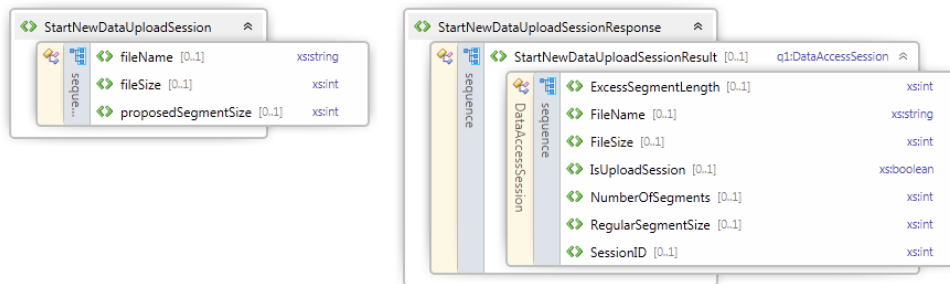 StartNewDataUploadSession
fileName [0..1] xs:string
seque...
fileSize [0..1] xs:int
proposedSegmentSize [0..1] xs:int
StartNewDataUploadSessionResponse
sequence
StartNewDataUploadSessionResult [0..1] q1:DataAccessSession
DataAccessSession
sequence
ExcessSegmentLength [0..1] xs:int
FileName [0..1] xs:string
FileSize [0..1] xs:int
IsUploadSession [0..1] xs:boolean
NumberOfSegments [0..1] xs:int
RegularSegmentSize [0..1] xs:int
SessionID [0..1] xs:int